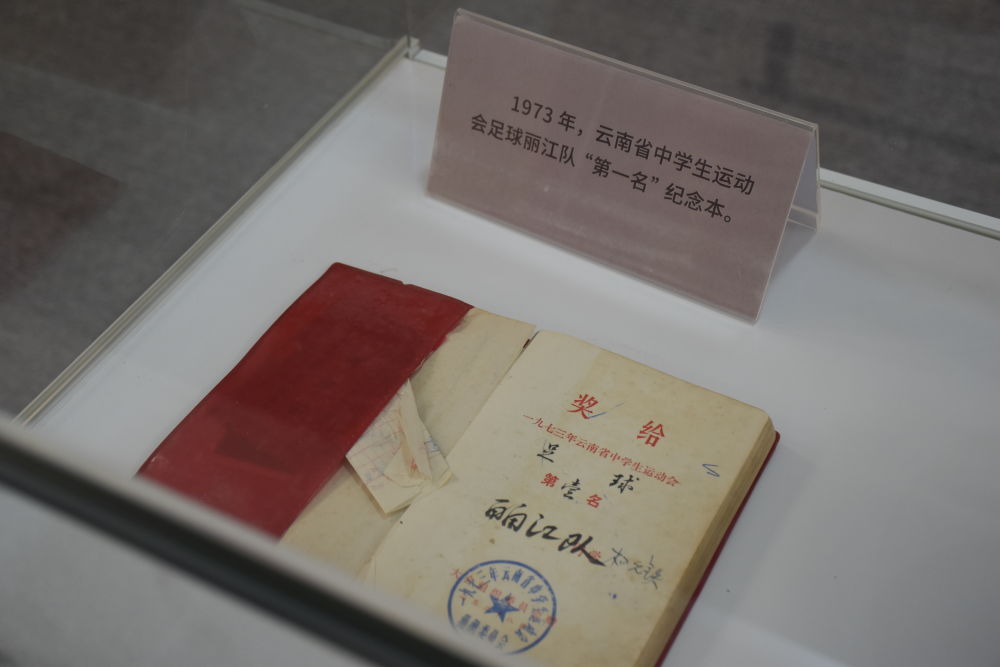 1973年，云南省中学生运动
会足球丽江队“第一名”纪念本。
奖给
一九七三年云南省中学生运动会
足球
第壹名
丽江队